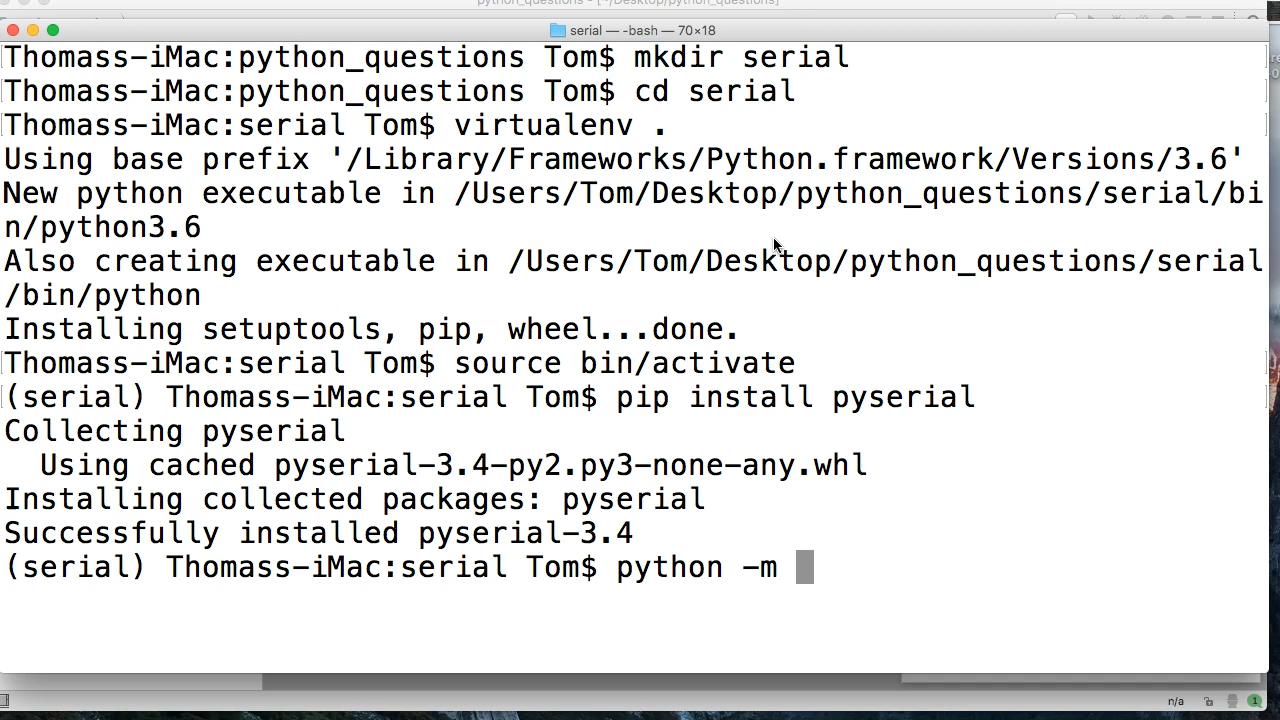 python_questions - [~/Desktop/python_questions]
serial — -bash — 70×18
Thomass-iMac:python_questions Tom$ mkdir serial
Thomass-iMac:python_questions Tom$ cd serial
Thomass-iMac:serial Tom$ virtualenv .
Using base prefix '/Library/Frameworks/Python.framework/Versions/3.6'
New python executable in /Users/Tom/Desktop/python_questions/serial/bi
n/python3.6
Also creating executable in /Users/Tom/Desktop/python_questions/serial
/bin/python
Installing setuptools, pip, wheel...done.
Thomass-iMac:serial Tom$ source bin/activate
(serial) Thomass-iMac:serial Tom$ pip install pyserial
Collecting pyserial
  Using cached pyserial-3.4-py2.py3-none-any.whl
Installing collected packages: pyserial
Successfully installed pyserial-3.4
(serial) Thomass-iMac:serial Tom$ python -m
n/a
1